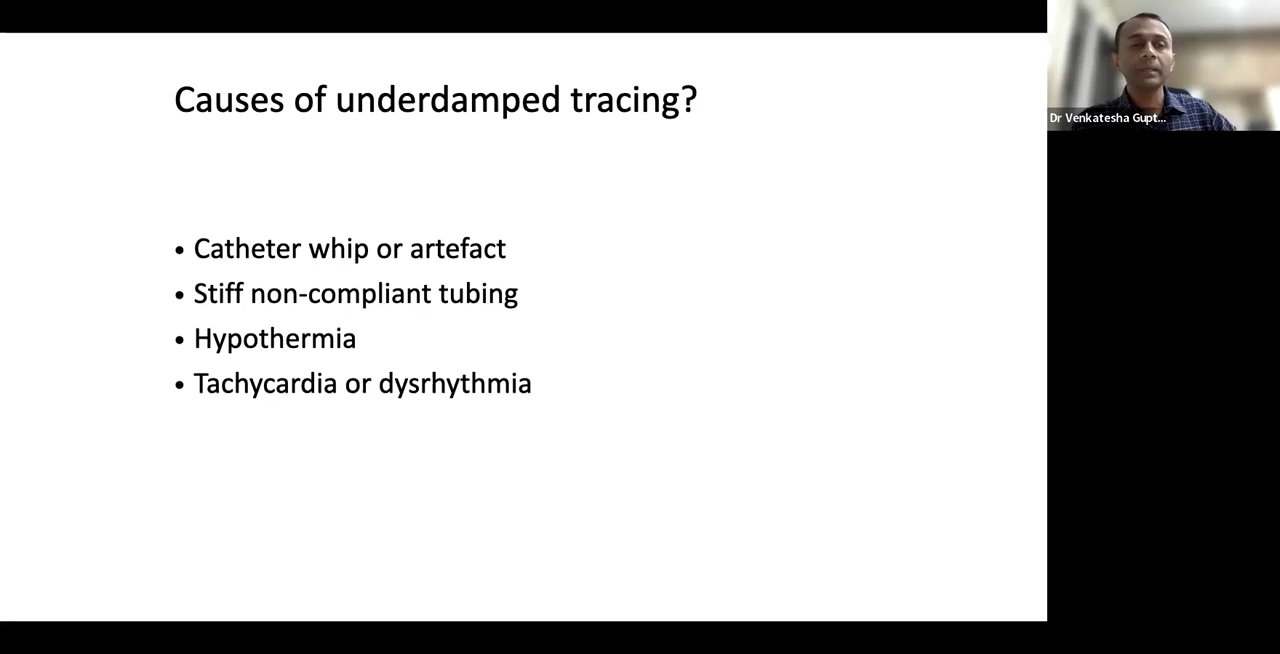 Causes of underdamped tracing?
• Catheter whip or artefact
• Stiff non-compliant tubing
• Hypothermia
• Tachycardia or dysrhythmia
Dr Venkatesha Gupt...